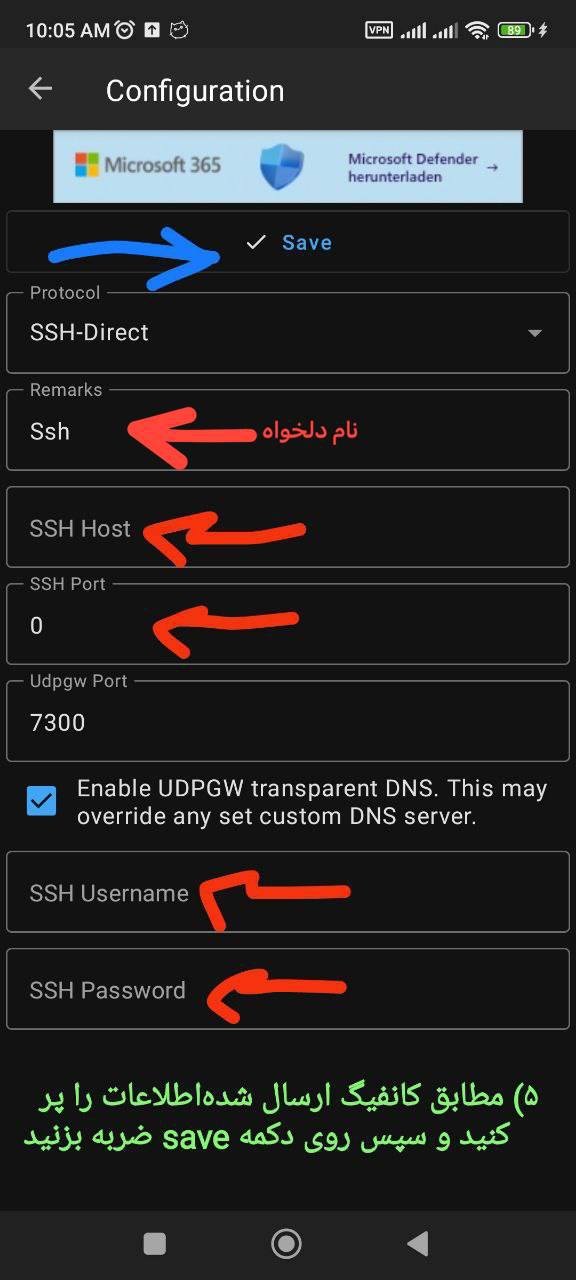 10:05 AM
VPN
89
Configuration
Microsoft 365
Microsoft Defender
herunterladen
Save
Protocol
SSH-Direct
Remarks
Ssh
نام دلخواه
SSH Host
SSH Port
0
Udpgw Port
7300
Enable UDPGW transparent DNS. This may
override any set custom DNS server.
SSH Username
SSH Password
۵) مطابق کانفیگ ارسال شده‌اطلاعات را پر
کنید و سپس روی دکمه save ضربه بزنید